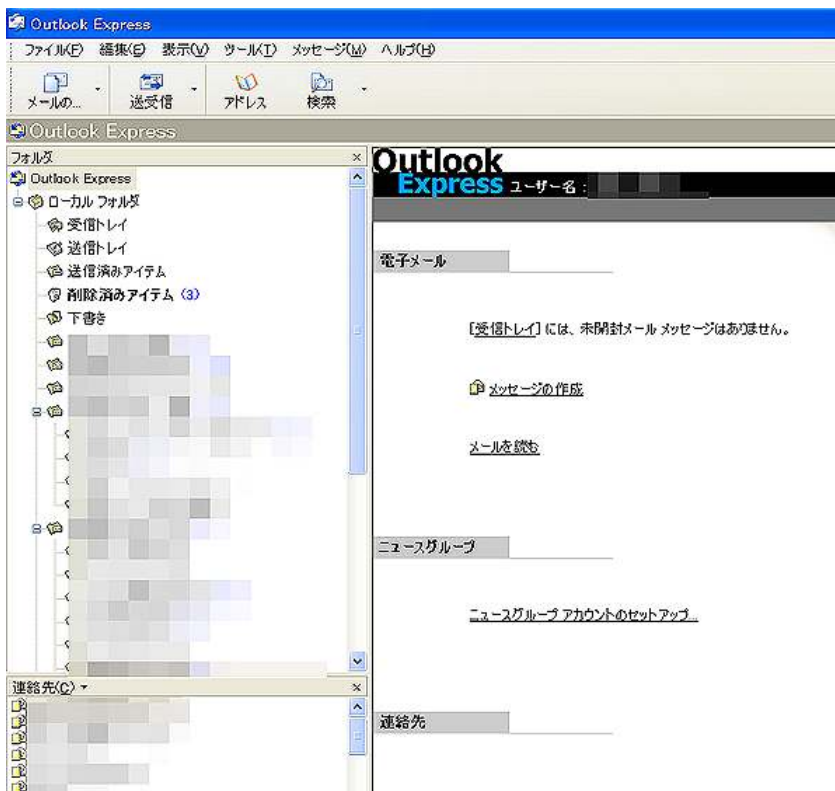 Outlook Express
ファイル(F) 編集(E) 表示(V) ツール(T) メッセージ(M) ヘルプ(H)
メールの... 送受信 アドレス 検索
Outlook Express
フォルダ
Outlook Express
ローカル フォルダ
受信トレイ
送信トレイ
送信済みアイテム
削除済みアイテム (3)
下書き
連絡先(C)
Outlook
Express ユーザー名 :
電子メール
[受信トレイ] には、未開封メール メッセージはありません。
メッセージの作成
メールを読む
ニュースグループ
ニュースグループ アカウントのセットアップ...
連絡先